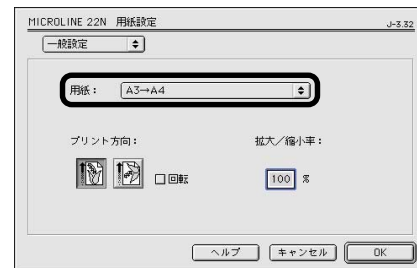 MICROLINE 22N 用紙設定 J-3.32
一般設定
用紙： A3→A4
プリント方向： 拡大／縮小率：
回転 100 %
ヘルプ キャンセル OK